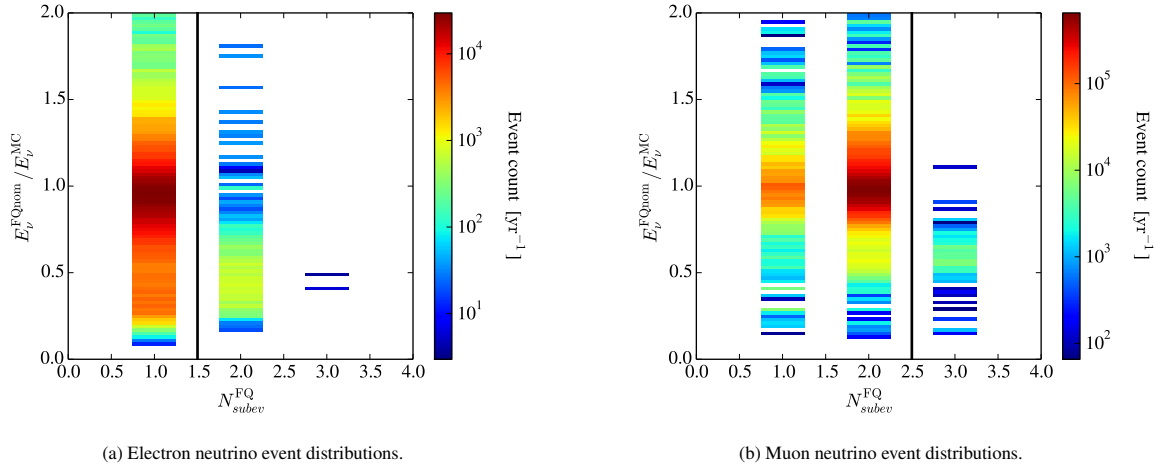 2.0
1.5
1.0
0.5
0.0
E_ν^FQnom / E_ν^MC
0.0 0.5 1.0 1.5 2.0 2.5 3.0 3.5 4.0
N_subev^FQ
10^4
10^3
10^2
10^1
Event count [yr^−1]
(a) Electron neutrino event distributions.
2.0
1.5
1.0
0.5
0.0
E_ν^FQnom / E_ν^MC
0.0 0.5 1.0 1.5 2.0 2.5 3.0 3.5 4.0
N_subev^FQ
10^5
10^4
10^3
10^2
Event count [yr^−1]
(b) Muon neutrino event distributions.